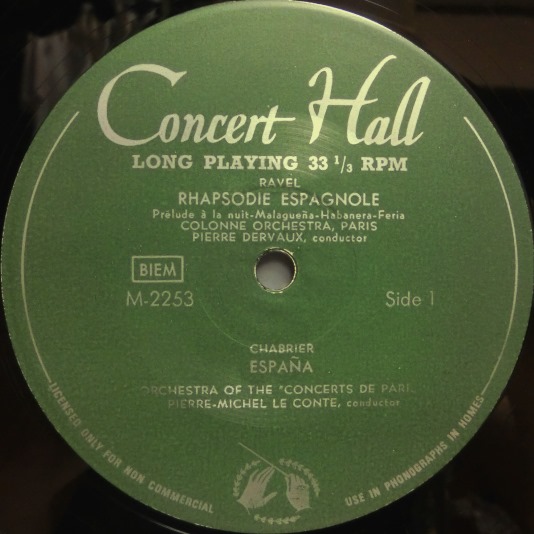 Concert Hall
LONG PLAYING 33 1/3 RPM
RAVEL
RHAPSODIE ESPAGNOLE
Prélude à la nuit-Malagueña-Habanera-Feria
COLONNE ORCHESTRA, PARIS
PIERRE DERVAUX, conductor
BIEM
M-2253
Side 1
CHABRIER
ESPAÑA
ORCHESTRA OF THE "CONCERTS DE
PIERRE-MICHEL LE CONTE, conductor
LICENSED ONLY FOR NON COMMERCIAL
USE IN PHONOGRAPHS IN HOMES